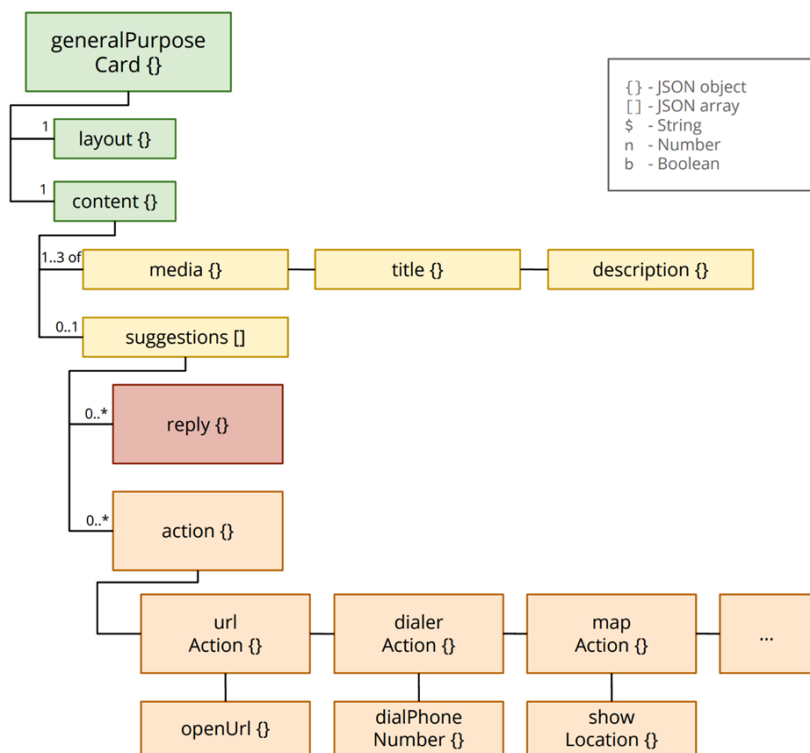 generalPurpose
Card {}
{} - JSON object
[] - JSON array
$ - String
n - Number
b - Boolean
1
layout {}
1
content {}
1..3 of
media {}
title {}
description {}
0..1
suggestions []
0..*
reply {}
0..*
action {}
url
Action {}
dialer
Action {}
map
Action {}
...
openUrl {}
dialPhone
Number {}
show
Location {}